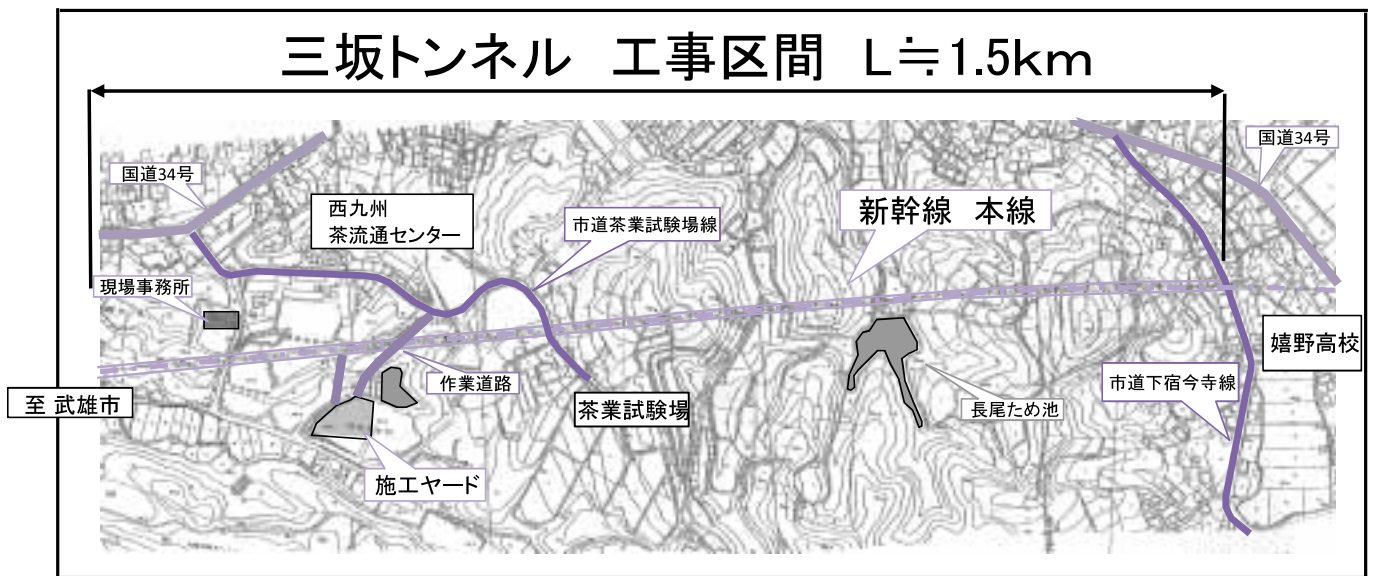 三坂トンネル 工事区間 L≒1.5km
国道34号
国道34号
西九州
茶流通センター
市道茶業試験場線
新幹線 本線
現場事務所
嬉野高校
作業道路
市道下宿今寺線
至 武雄市
茶業試験場
長尾ため池
施工ヤード